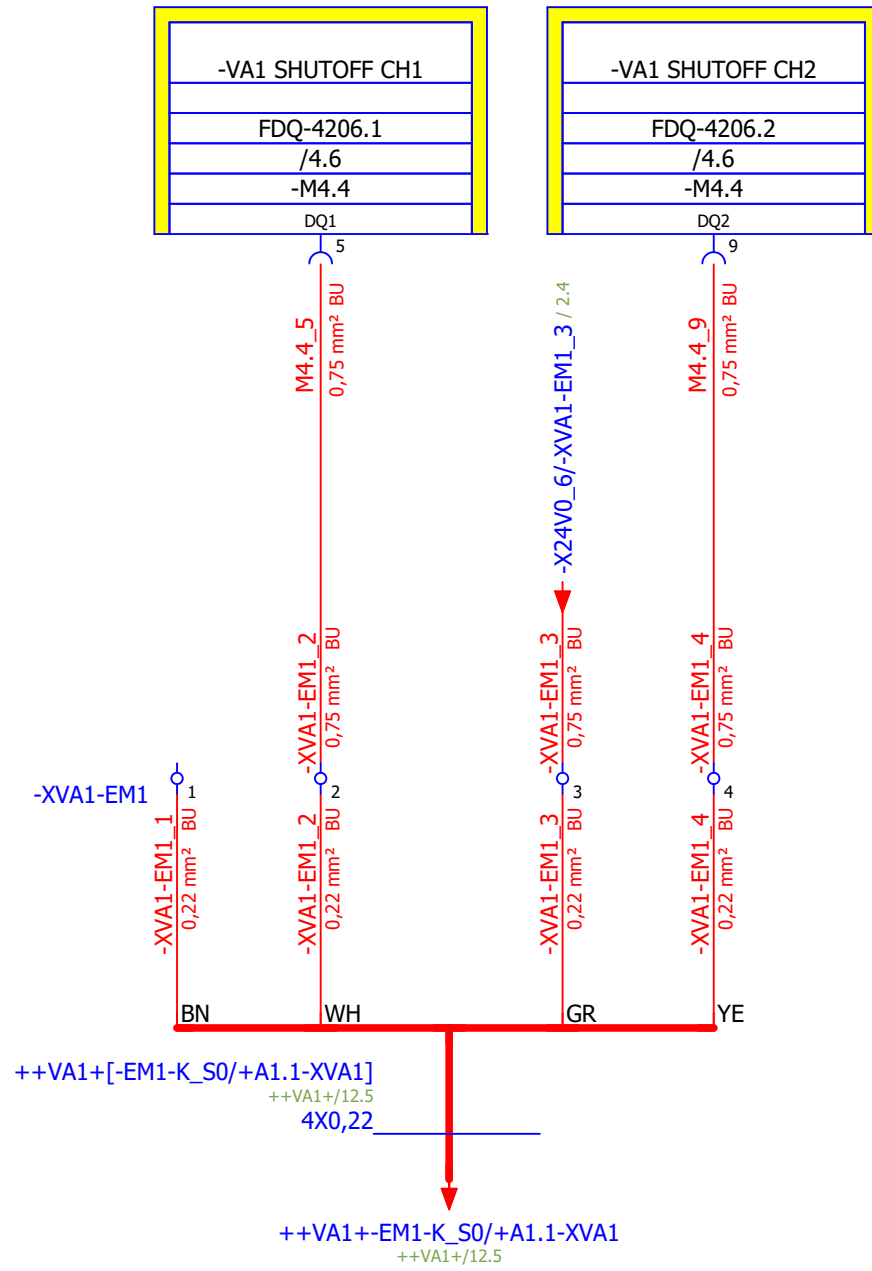 -VA1 SHUTOFF CH1
FDQ-4206.1
/4.6
-M4.4
DQ1
5
-VA1 SHUTOFF CH2
FDQ-4206.2
/4.6
-M4.4
DQ2
9
M4.4_5
0,75 mm² BU
-X24V0_6/-XVA1-EM1_3 / 2.4
M4.4_9
0,75 mm² BU
-XVA1-EM1_2
0,75 mm² BU
-XVA1-EM1_3
0,75 mm² BU
-XVA1-EM1_4
0,75 mm² BU
-XVA1-EM1
1
2
3
4
-XVA1-EM1_1
0,22 mm² BU
-XVA1-EM1_2
0,22 mm² BU
-XVA1-EM1_3
0,22 mm² BU
-XVA1-EM1_4
0,22 mm² BU
BN
WH
GR
YE
++VA1+[-EM1-K_S0/+A1.1-XVA1]
++VA1+/12.5
4X0,22
++VA1+-EM1-K_S0/+A1.1-XVA1
++VA1+/12.5